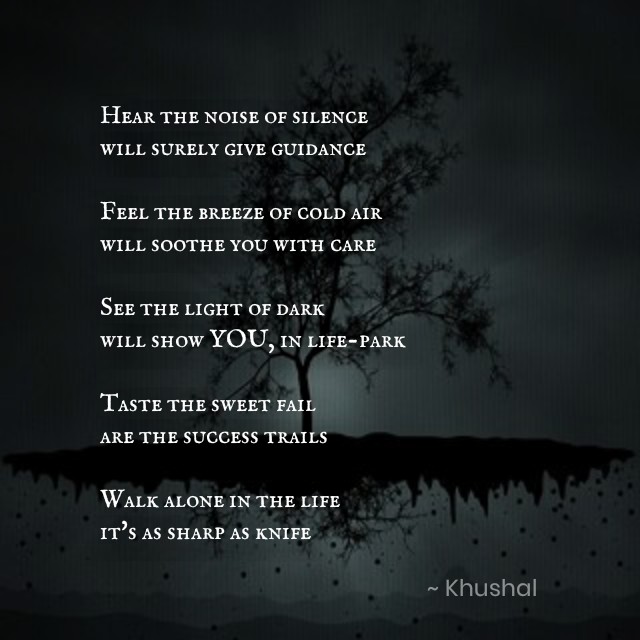 Hear the noise of silence
will surely give guidance
Feel the breeze of cold air
will soothe you with care
See the light of dark
will show YOU, in life-park
Taste the sweet fail
are the success trails
Walk alone in the life
it's as sharp as knife
~ Khushal